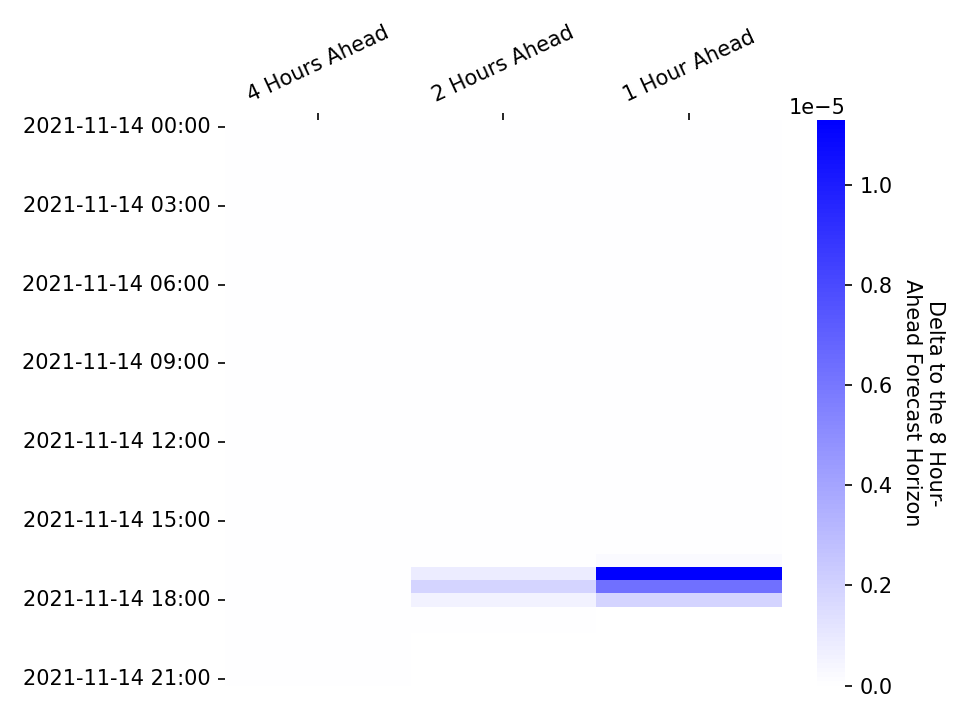 4 Hours Ahead
2 Hours Ahead
1 Hour Ahead
1e−5
2021-11-14 00:00
2021-11-14 03:00
2021-11-14 06:00
2021-11-14 09:00
2021-11-14 12:00
2021-11-14 15:00
2021-11-14 18:00
2021-11-14 21:00
1.0
0.8
0.6
0.4
0.2
0.0
Delta to the 8 Hour-
Ahead Forecast Horizon